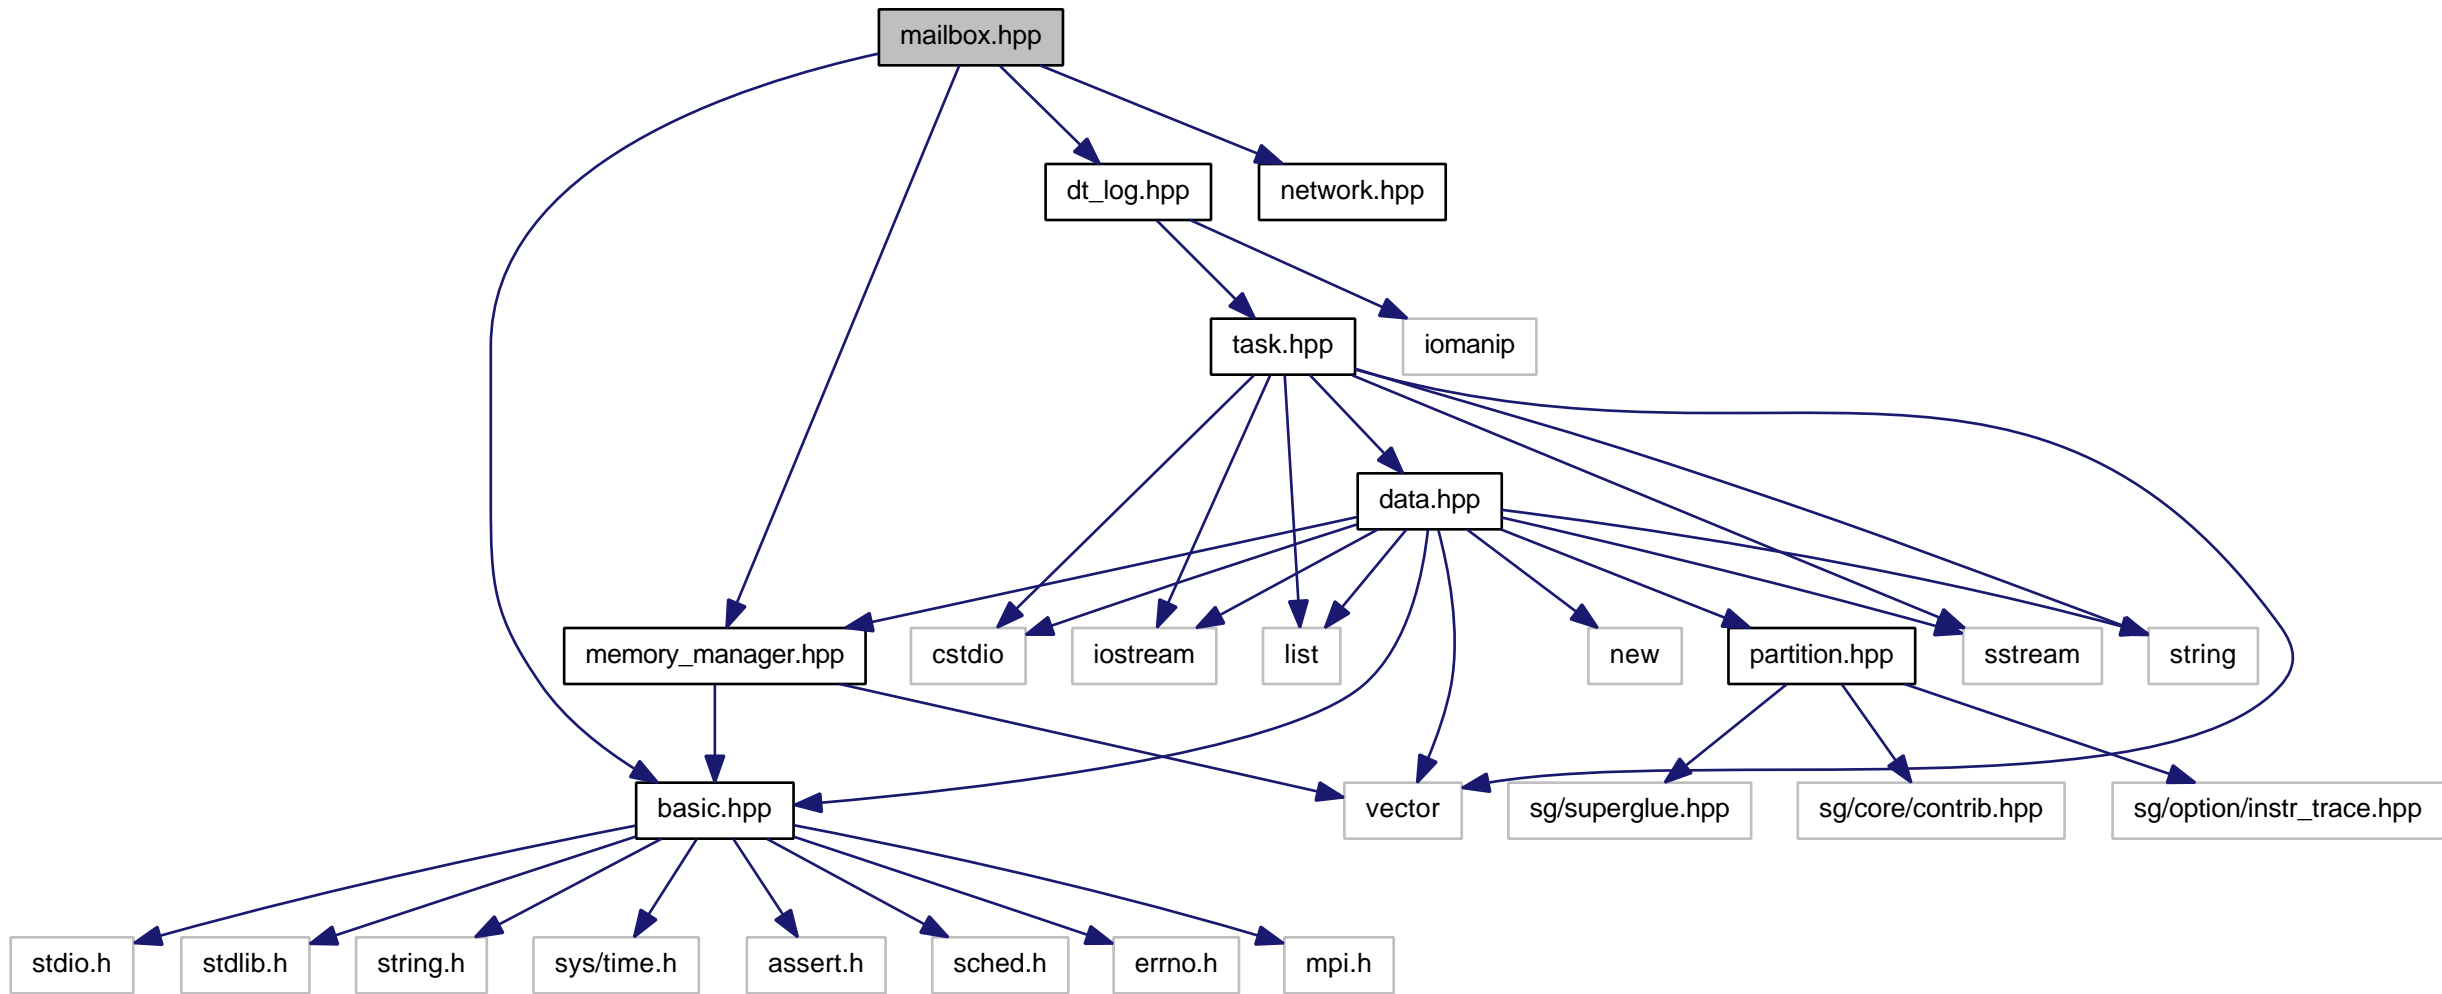 mailbox.hpp
dt_log.hpp
network.hpp
task.hpp
iomanip
data.hpp
memory_manager.hpp
cstdio
iostream
list
new
partition.hpp
sstream
string
basic.hpp
vector
sg/superglue.hpp
sg/core/contrib.hpp
sg/option/instr_trace.hpp
stdio.h
stdlib.h
string.h
sys/time.h
assert.h
sched.h
errno.h
mpi.h